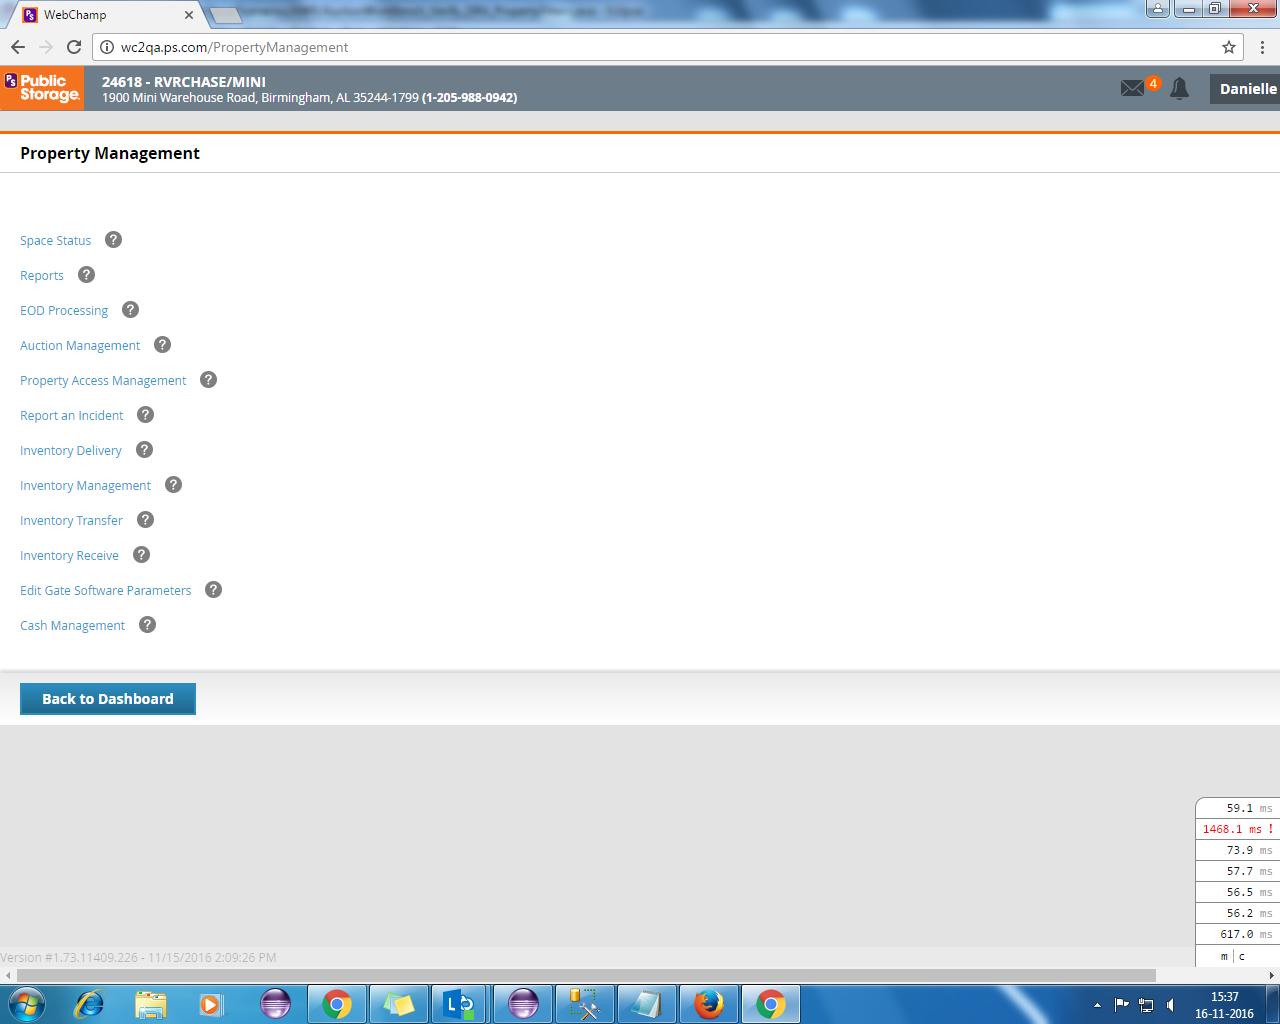 WebChamp
wc2qa.ps.com/PropertyManagement
PS Public Storage.
24618 - RVRCHASE/MINI
1900 Mini Warehouse Road, Birmingham, AL 35244-1799 (1-205-988-0942)
4
Danielle
Property Management
Space Status ?
Reports ?
EOD Processing ?
Auction Management ?
Property Access Management ?
Report an Incident ?
Inventory Delivery ?
Inventory Management ?
Inventory Transfer ?
Inventory Receive ?
Edit Gate Software Parameters ?
Cash Management ?
Back to Dashboard
59.1 ms
1468.1 ms !
73.9 ms
57.7 ms
56.5 ms
56.2 ms
617.0 ms
m | c
Version #1.73.11409.226 - 11/15/2016 2:09:26 PM
15:37
16-11-2016